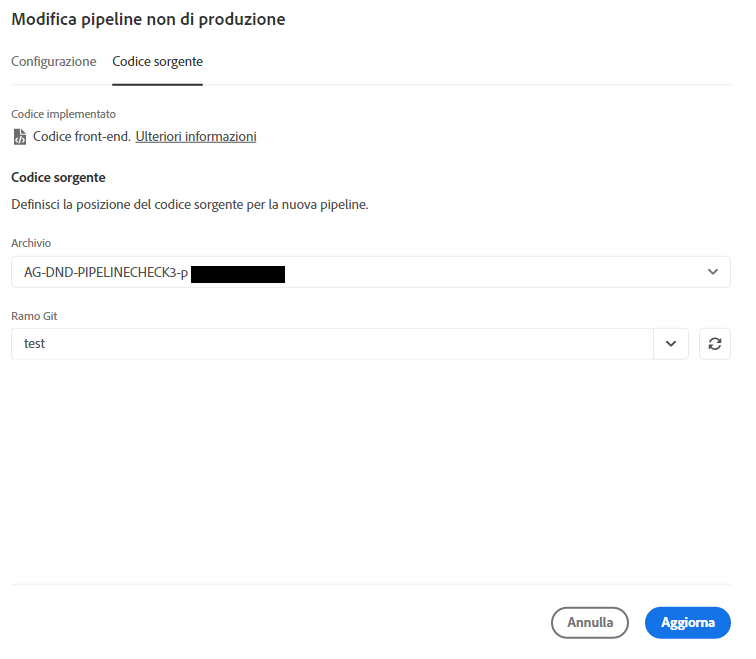 Modifica pipeline non di produzione
Configurazione Codice sorgente
Codice implementato
Codice front-end. Ulteriori informazioni
Codice sorgente
Definisci la posizione del codice sorgente per la nuova pipeline.
Archivio
AG-DND-PIPELINECHECK3-p
Ramo Git
test
Annulla Aggiorna